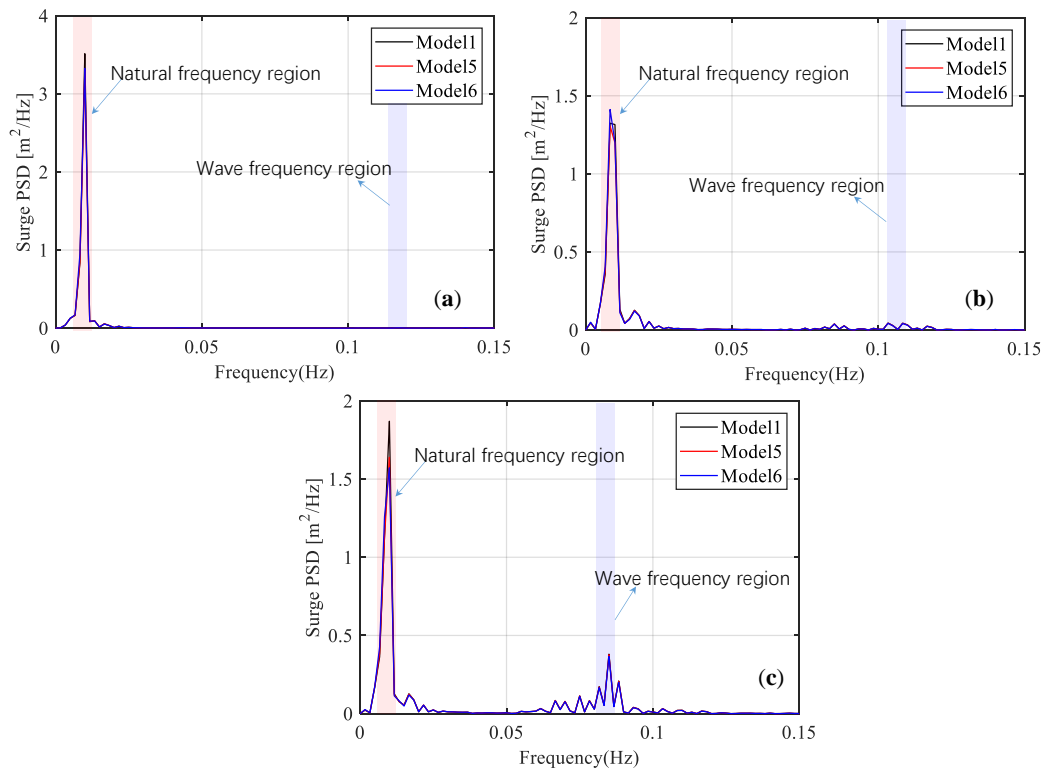 4
3
2
1
0
Surge PSD [m²/Hz]
Model1
Model5
Model6
Natural frequency region
Wave frequency region
(a)
0
0.05
0.1
0.15
Frequency(Hz)
2
1.5
1
0.5
0
Surge PSD [m²/Hz]
Model1
Model5
Model6
Natural frequency region
Wave frequency region
(b)
0
0.05
0.1
0.15
Frequency(Hz)
2
1.5
1
0.5
0
Surge PSD [m²/Hz]
Model1
Model5
Model6
Natural frequency region
Wave frequency region
(c)
0
0.05
0.1
0.15
Frequency(Hz)